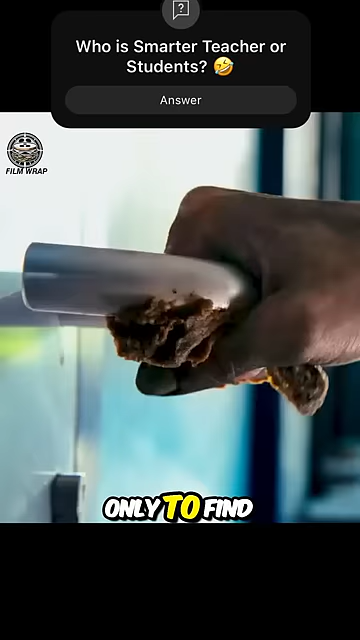 Who is Smarter Teacher or
Students? 🤣
Answer
FILM WRAP
ONLY TO FIND